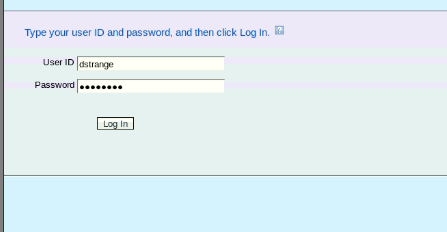 Type your user ID and password, and then click Log In.
User ID dstrange
Password ●●●●●●●●
Log In